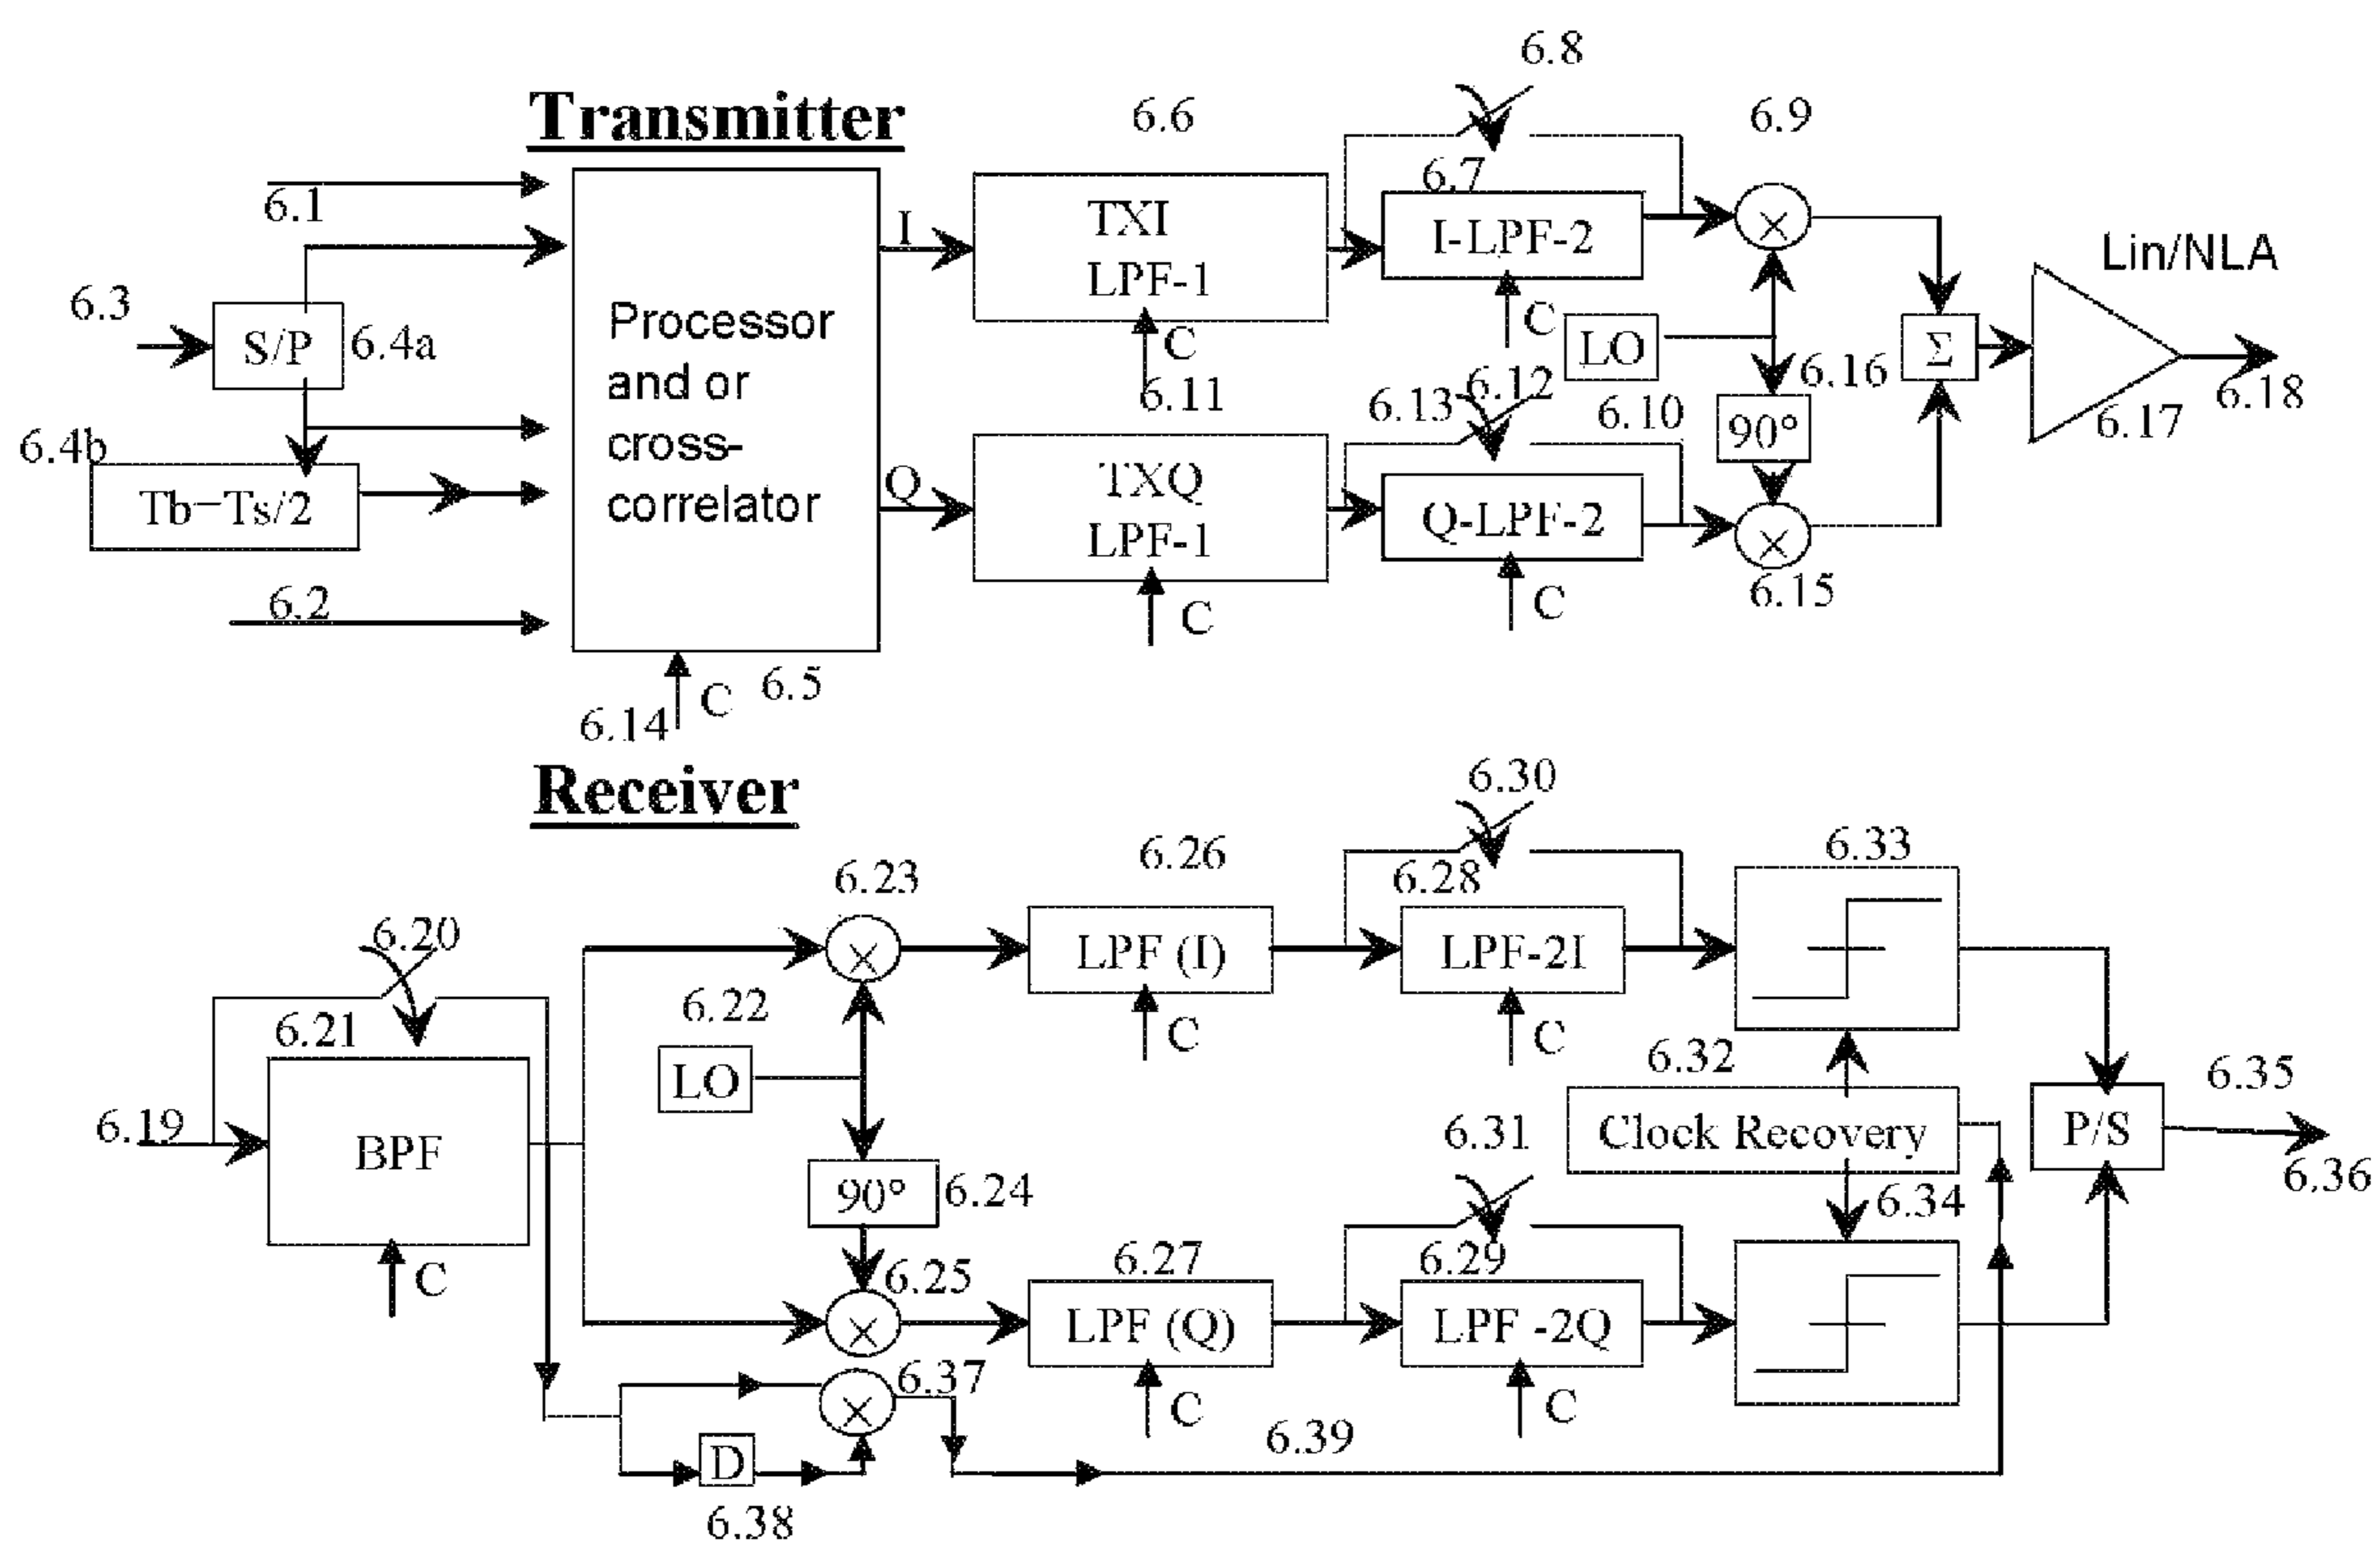 6.8
Transmitter
6.6
6.9
6.1
6.7
I
TXI
LPF-1
I-LPF-2
×
Lin/NLA
6.3
S/P
6.4a
Processor
and or
cross-
correlator
C
6.11
C
LO
6.16
Σ
6.18
6.17
6.12
6.13
6.10
90°
6.4b
Tb−Ts/2
Q
TXQ
LPF-1
Q-LPF-2
×
6.15
6.2
C
C
6.5
6.14
C
Receiver
6.30
6.26
6.28
6.33
6.23
6.20
×
LPF (I)
LPF-2I
6.21
6.22
C
C
6.32
LO
6.35
6.19
BPF
6.31
Clock Recovery
P/S
6.36
90°
6.24
6.34
C
6.25
6.27
6.29
×
LPF (Q)
LPF -2Q
6.37
×
C
C
6.39
D
6.38